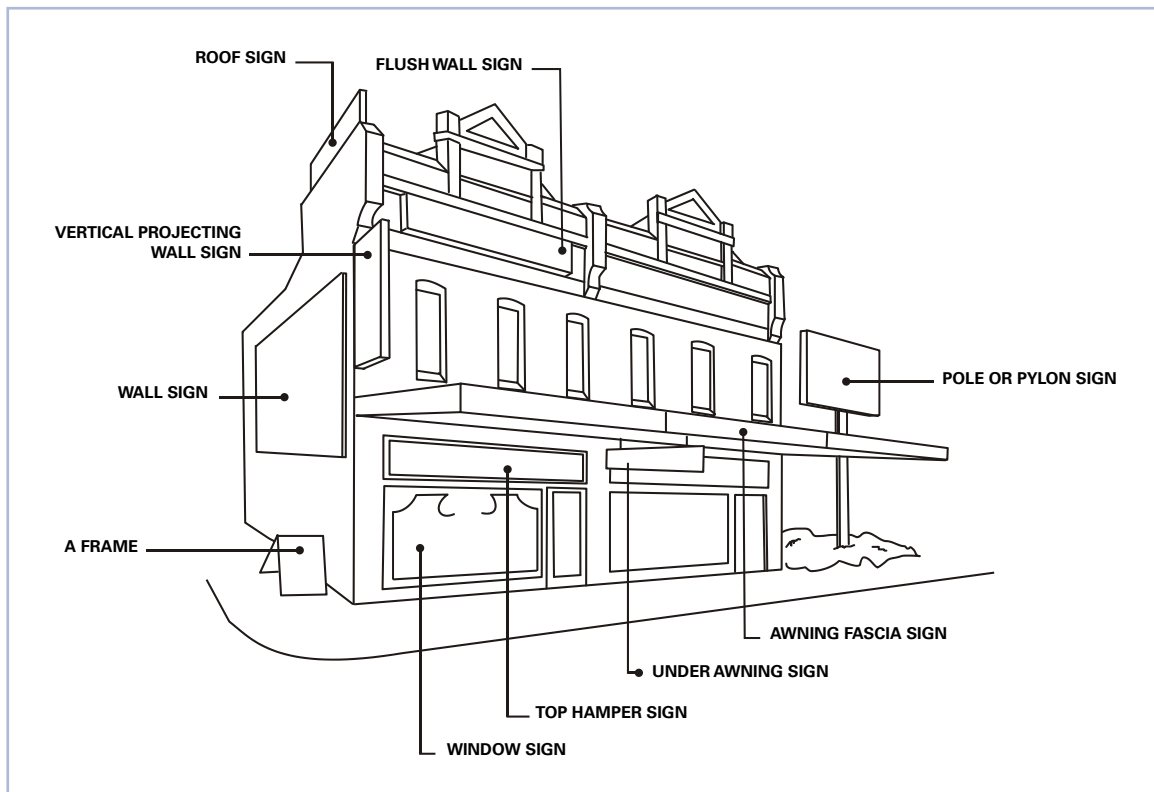 ROOF SIGN
FLUSH WALL SIGN
VERTICAL PROJECTING
WALL SIGN
WALL SIGN
POLE OR PYLON SIGN
A FRAME
AWNING FASCIA SIGN
UNDER AWNING SIGN
TOP HAMPER SIGN
WINDOW SIGN